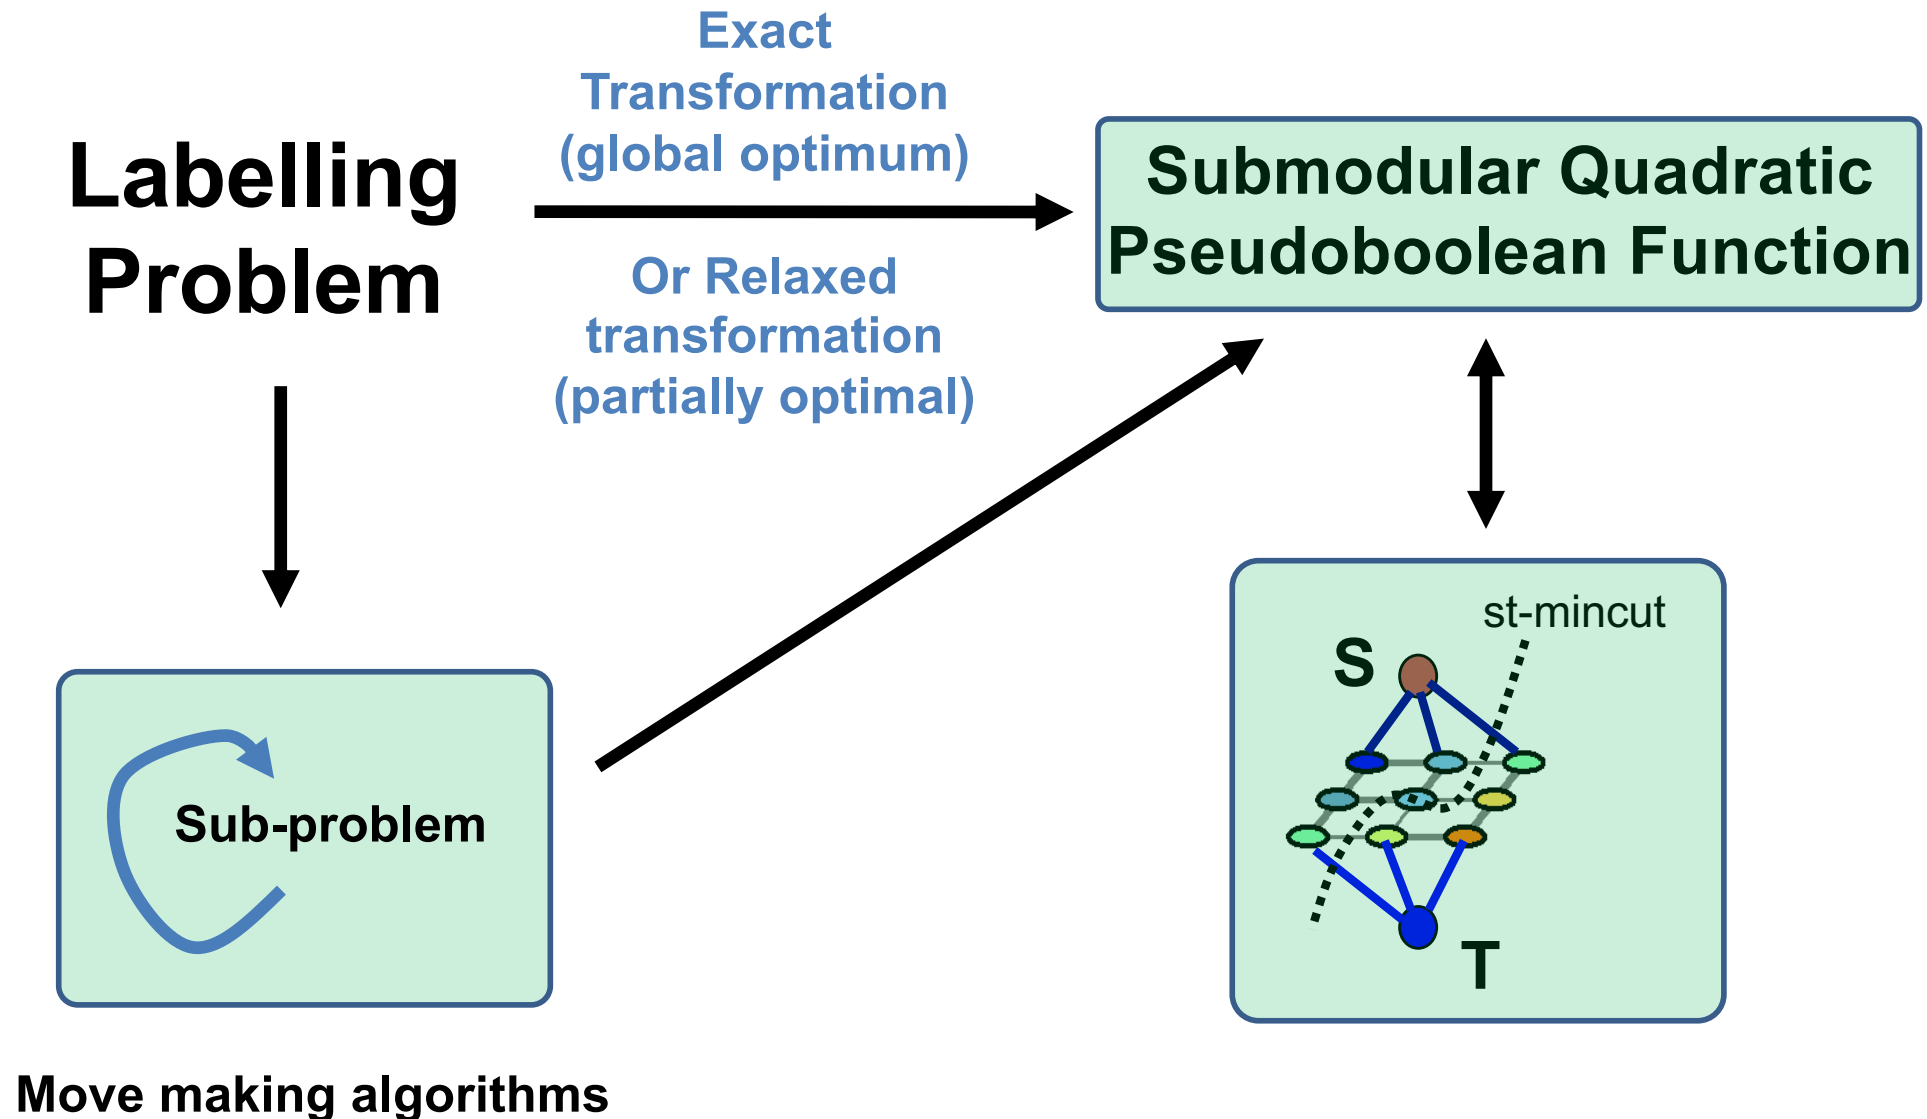 Exact
Transformation
(global optimum)
Labelling
Problem
Or Relaxed
transformation
(partially optimal)
Submodular Quadratic
Pseudoboolean Function
Sub-problem
Move making algorithms
st-mincut
S
T